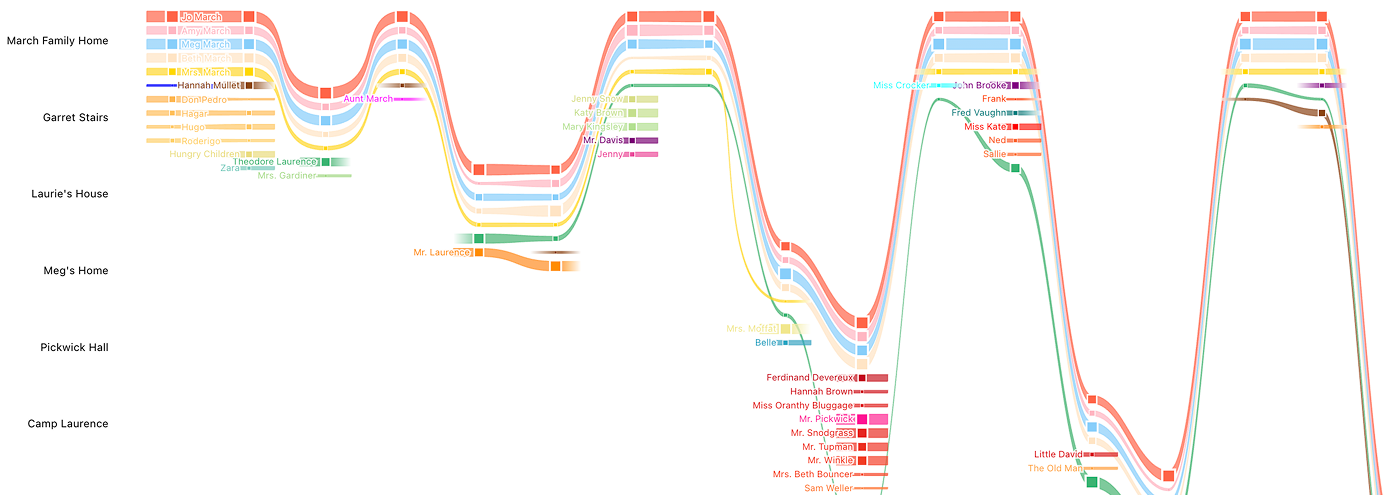 March Family Home
Garret Stairs
Laurie's House
Meg's Home
Pickwick Hall
Camp Laurence
Jo March
Amy March
Meg March
Beth March
Mrs. March
Hannah Mullet
Don Pedro
Hagar
Hugo
Roderigo
Hungry Children
Zara
Theodore Laurence
Mrs. Gardiner
Aunt March
Mr. Laurence
Jenny Snow
Katy Brown
Mary Kingsley
Mr. Davis
Jenny
Mrs. Moffat
Belle
Ferdinand Devereux
Hannah Brown
Miss Oranthy Bluggage
Mr. Pickwick
Mr. Snodgrass
Mr. Tupman
Mr. Winkle
Mrs. Beth Bouncer
Sam Weller
Miss Crocker
John Brooke
Frank
Fred Vaughn
Miss Kate
Ned
Sallie
Little David
The Old Man